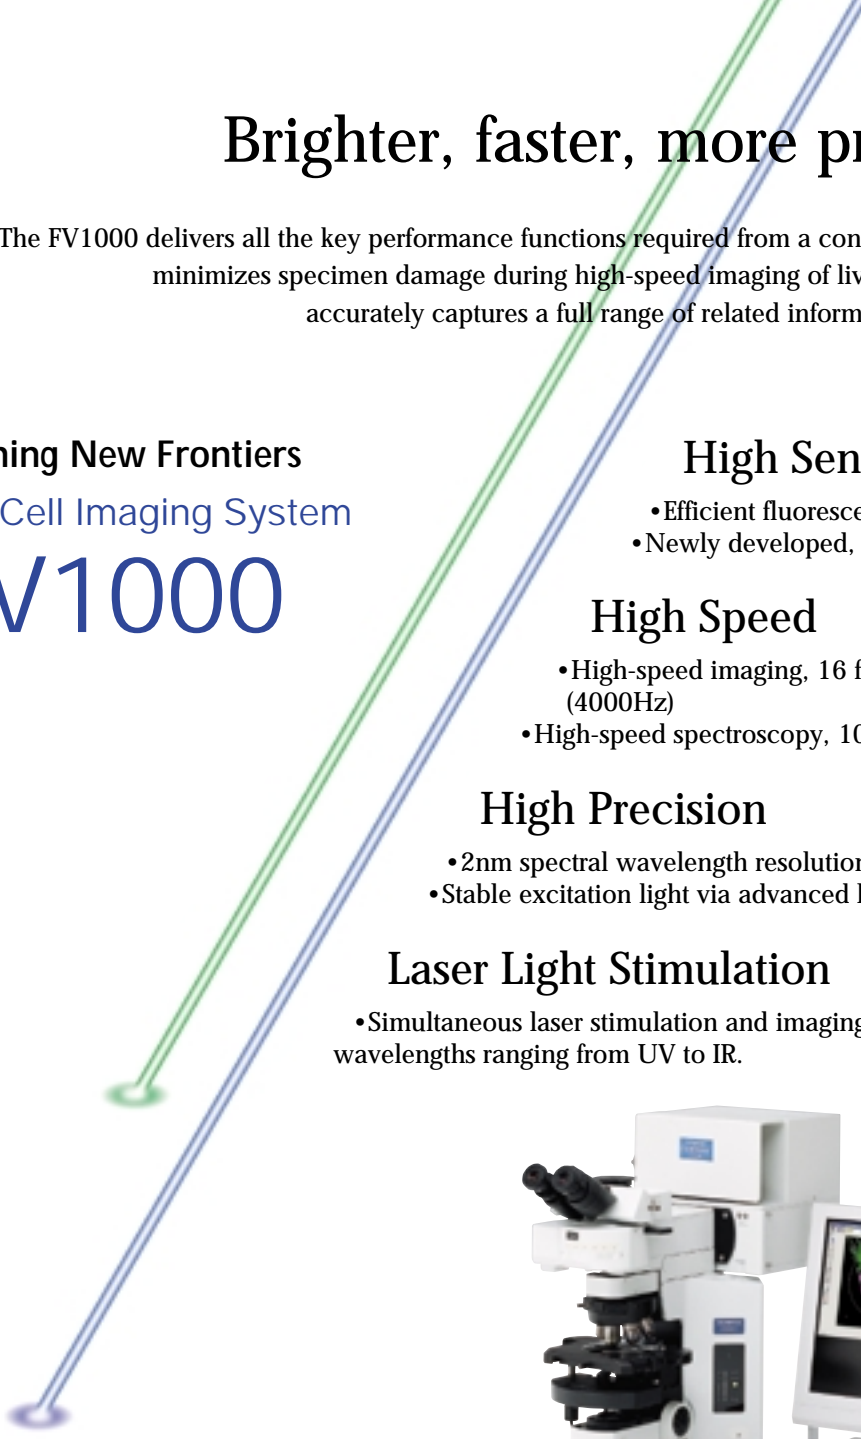 Brighter, faster, more pr
The FV1000 delivers all the key performance functions required from a con
minimizes specimen damage during high-speed imaging of liv
accurately captures a full range of related inform
ning New Frontiers
Cell Imaging System
V1000
High Sen
•Efficient fluoresce
•Newly developed,
High Speed
•High-speed imaging, 16 f
(4000Hz)
•High-speed spectroscopy, 10
High Precision
•2nm spectral wavelength resolution
•Stable excitation light via advanced l
Laser Light Stimulation
•Simultaneous laser stimulation and imaging
wavelengths ranging from UV to IR.